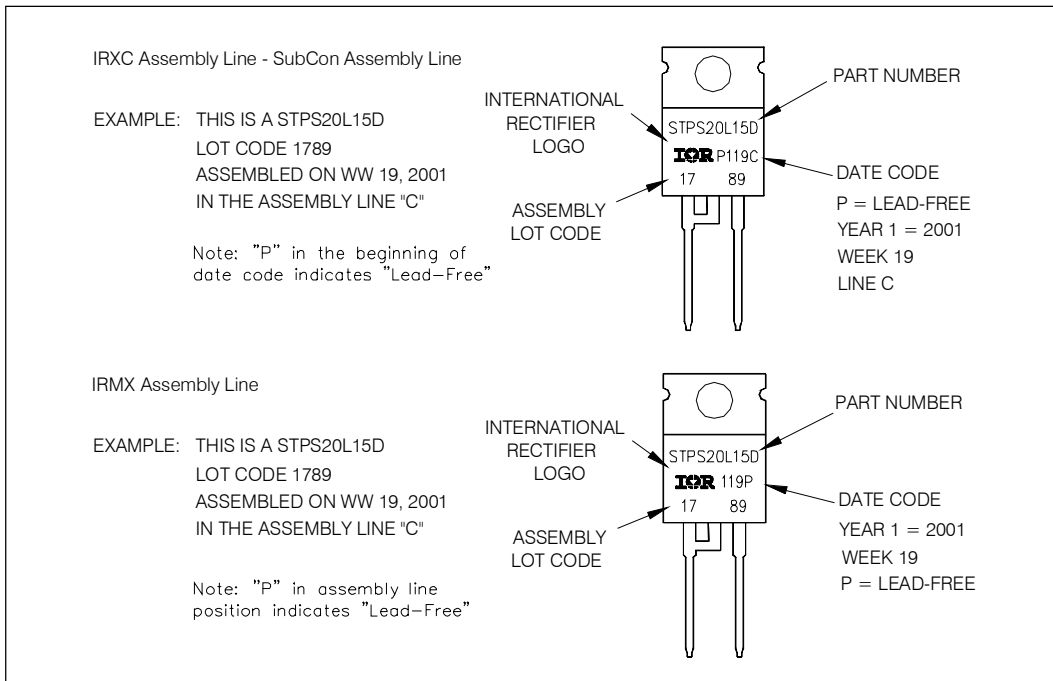 IRXC Assembly Line - SubCon Assembly Line
EXAMPLE: THIS IS A STPS20L15D
LOT CODE 1789
ASSEMBLED ON WW 19, 2001
IN THE ASSEMBLY LINE "C"
Note: "P" in the beginning of
date code indicates "Lead-Free"
INTERNATIONAL
RECTIFIER
LOGO
ASSEMBLY
LOT CODE
STPS20L15D
IOR P119C
17 89
PART NUMBER
DATE CODE
P = LEAD-FREE
YEAR 1 = 2001
WEEK 19
LINE C
IRMX Assembly Line
EXAMPLE: THIS IS A STPS20L15D
LOT CODE 1789
ASSEMBLED ON WW 19, 2001
IN THE ASSEMBLY LINE "C"
Note: "P" in assembly line
position indicates "Lead-Free"
INTERNATIONAL
RECTIFIER
LOGO
ASSEMBLY
LOT CODE
STPS20L15D
IOR 119P
17 89
PART NUMBER
DATE CODE
YEAR 1 = 2001
WEEK 19
P = LEAD-FREE